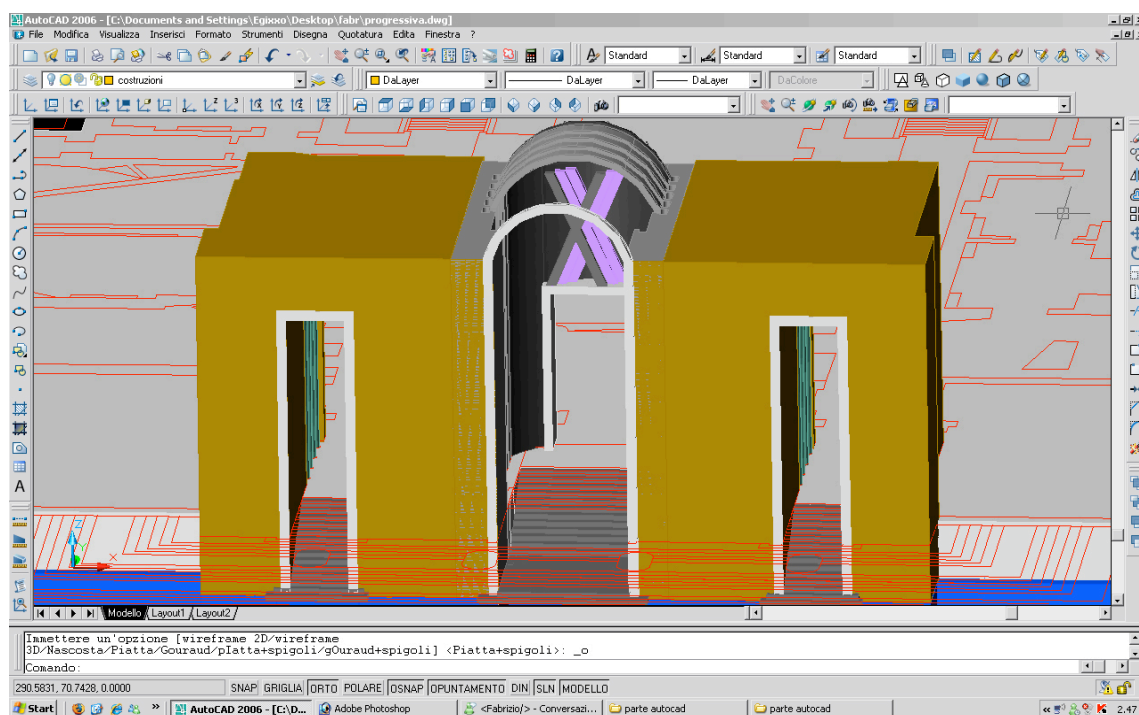 AutoCAD 2006 - [C:\Documents and Settings\Egixxo\Desktop\fabr\progressiva.dwg]
File Modifica Visualizza Inserisci Formato Strumenti Disegna Quotatura Edita Finestra ?
Standard Standard Standard
costruzioni DaLayer DaLayer DaLayer DaColore
A
Z
X
Modello Layout1 Layout2
Immettere un'opzione [wireframe 2D/wireframe
3D/Nascosta/Piatta/Gouraud/pIatta+spigoli/gOuraud+spigoli] <Piatta+spigoli>: _o
Comando:
290.5831, 70.7428, 0.0000 SNAP GRIGLIA ORTO POLARE OSNAP OPUNTAMENTO DIN SLN MODELLO
Start » AutoCAD 2006 - [C:\D... Adobe Photoshop <Fabrizio/> - Conversazi... parte autocad parte autocad « 2.47